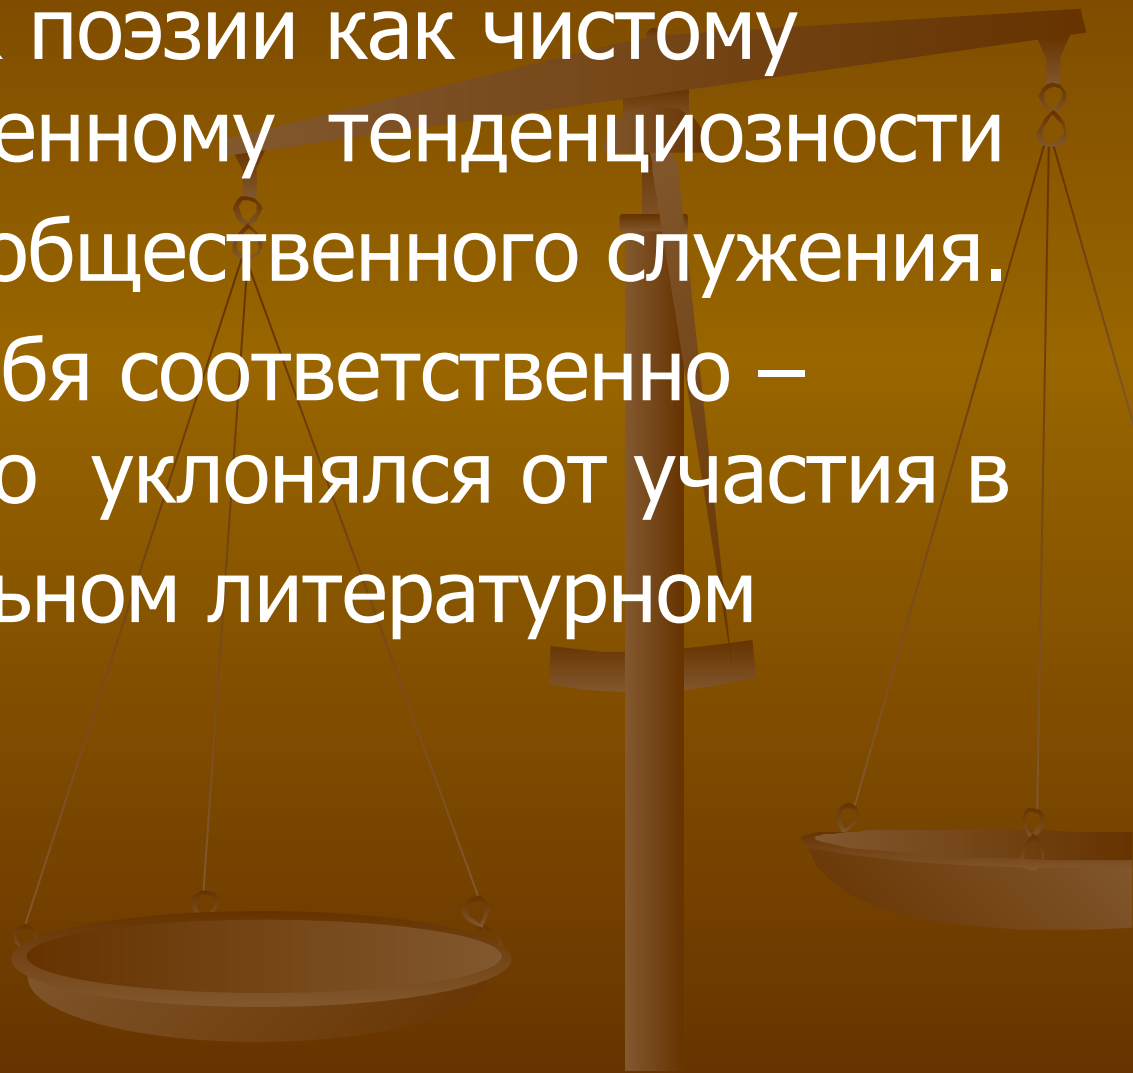 к поэзии как чистому
енному тенденциозности
общественного служения.
бя соответственно –
о уклонялся от участия в
ьном литературном